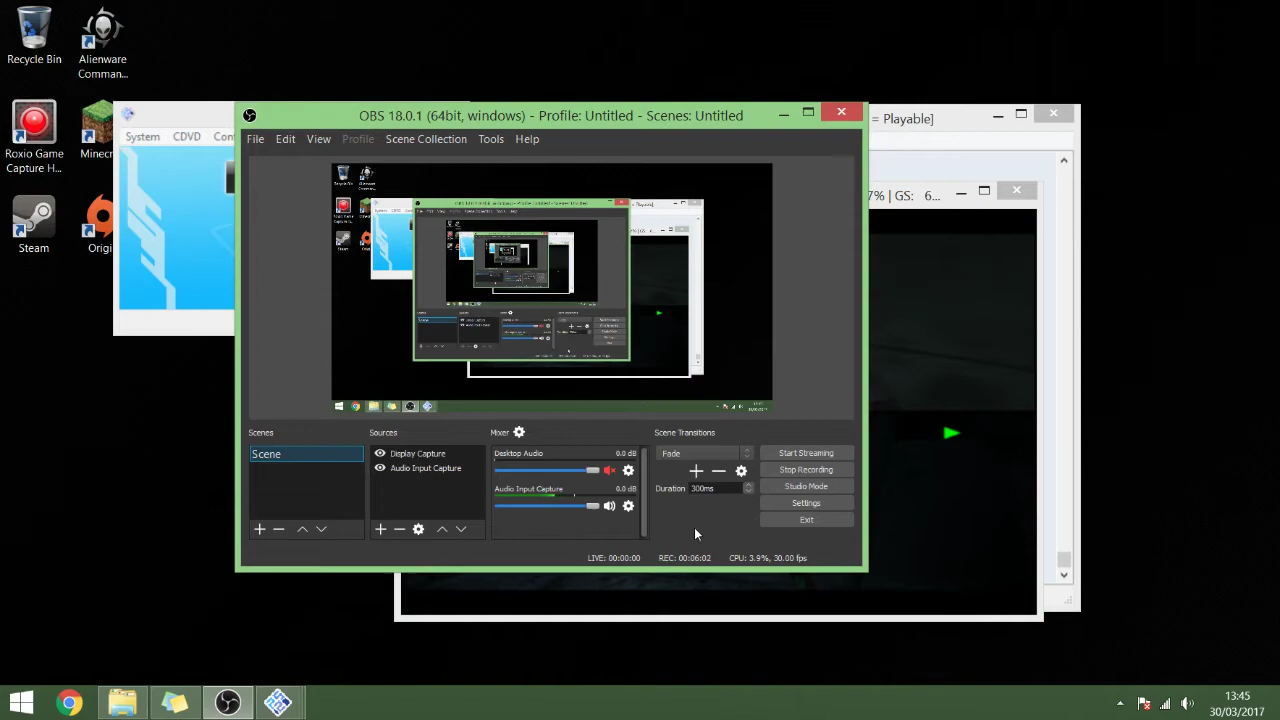 Recycle Bin
Alienware
Comman...
Roxio Game
Capture H...
Minecr
Steam
Origi
System CDVD Con
OBS 18.0.1 (64bit, windows) - Profile: Untitled - Scenes: Untitled
File Edit View Profile Scene Collection Tools Help
= Playable]
7% | GS: 6...
Scenes
Scene
Sources
Display Capture
Audio Input Capture
Mixer
Desktop Audio 0.0 dB
Audio Input Capture 0.0 dB
Scene Transitions
Fade
Duration 300ms
Start Streaming
Stop Recording
Studio Mode
Settings
Exit
LIVE: 00:00:00 REC: 00:06:02 CPU: 3.9%, 30.00 fps
13:45
30/03/2017